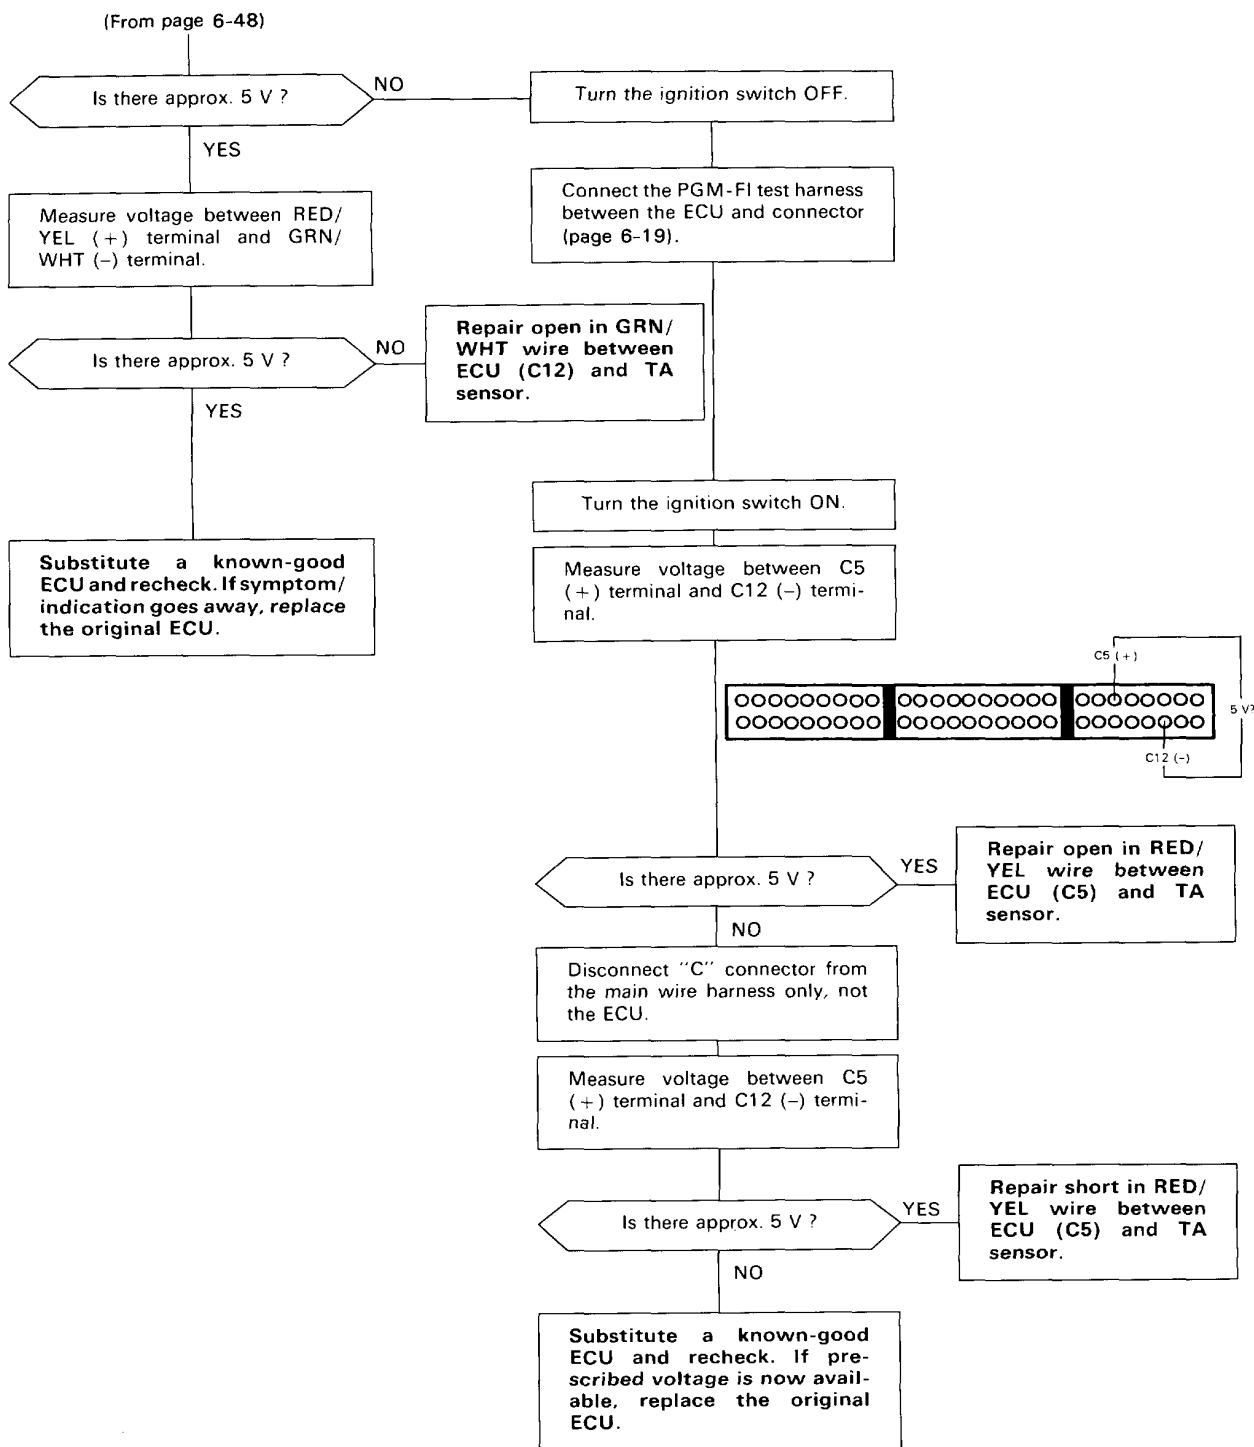 (From page 6-48)
Is there approx. 5 V ?
NO
YES
Measure voltage between RED/
YEL (+) terminal and GRN/
WHT (–) terminal.
Is there approx. 5 V ?
NO
YES
Repair open in GRN/
WHT wire between
ECU (C12) and TA
sensor.
Substitute a known-good
ECU and recheck. If symptom/
indication goes away, replace
the original ECU.
Turn the ignition switch OFF.
Connect the PGM-FI test harness
between the ECU and connector
(page 6-19).
Turn the ignition switch ON.
Measure voltage between C5
(+) terminal and C12 (–) termi-
nal.
C5 (+)
5 V?
C12 (–)
Is there approx. 5 V ?
YES
Repair open in RED/
YEL wire between
ECU (C5) and TA
sensor.
NO
Disconnect "C" connector from
the main wire harness only, not
the ECU.
Measure voltage between C5
(+) terminal and C12 (–) termi-
nal.
Is there approx. 5 V ?
YES
Repair short in RED/
YEL wire between
ECU (C5) and TA
sensor.
NO
Substitute a known-good
ECU and recheck. If pre-
scribed voltage is now avail-
able, replace the original
ECU.